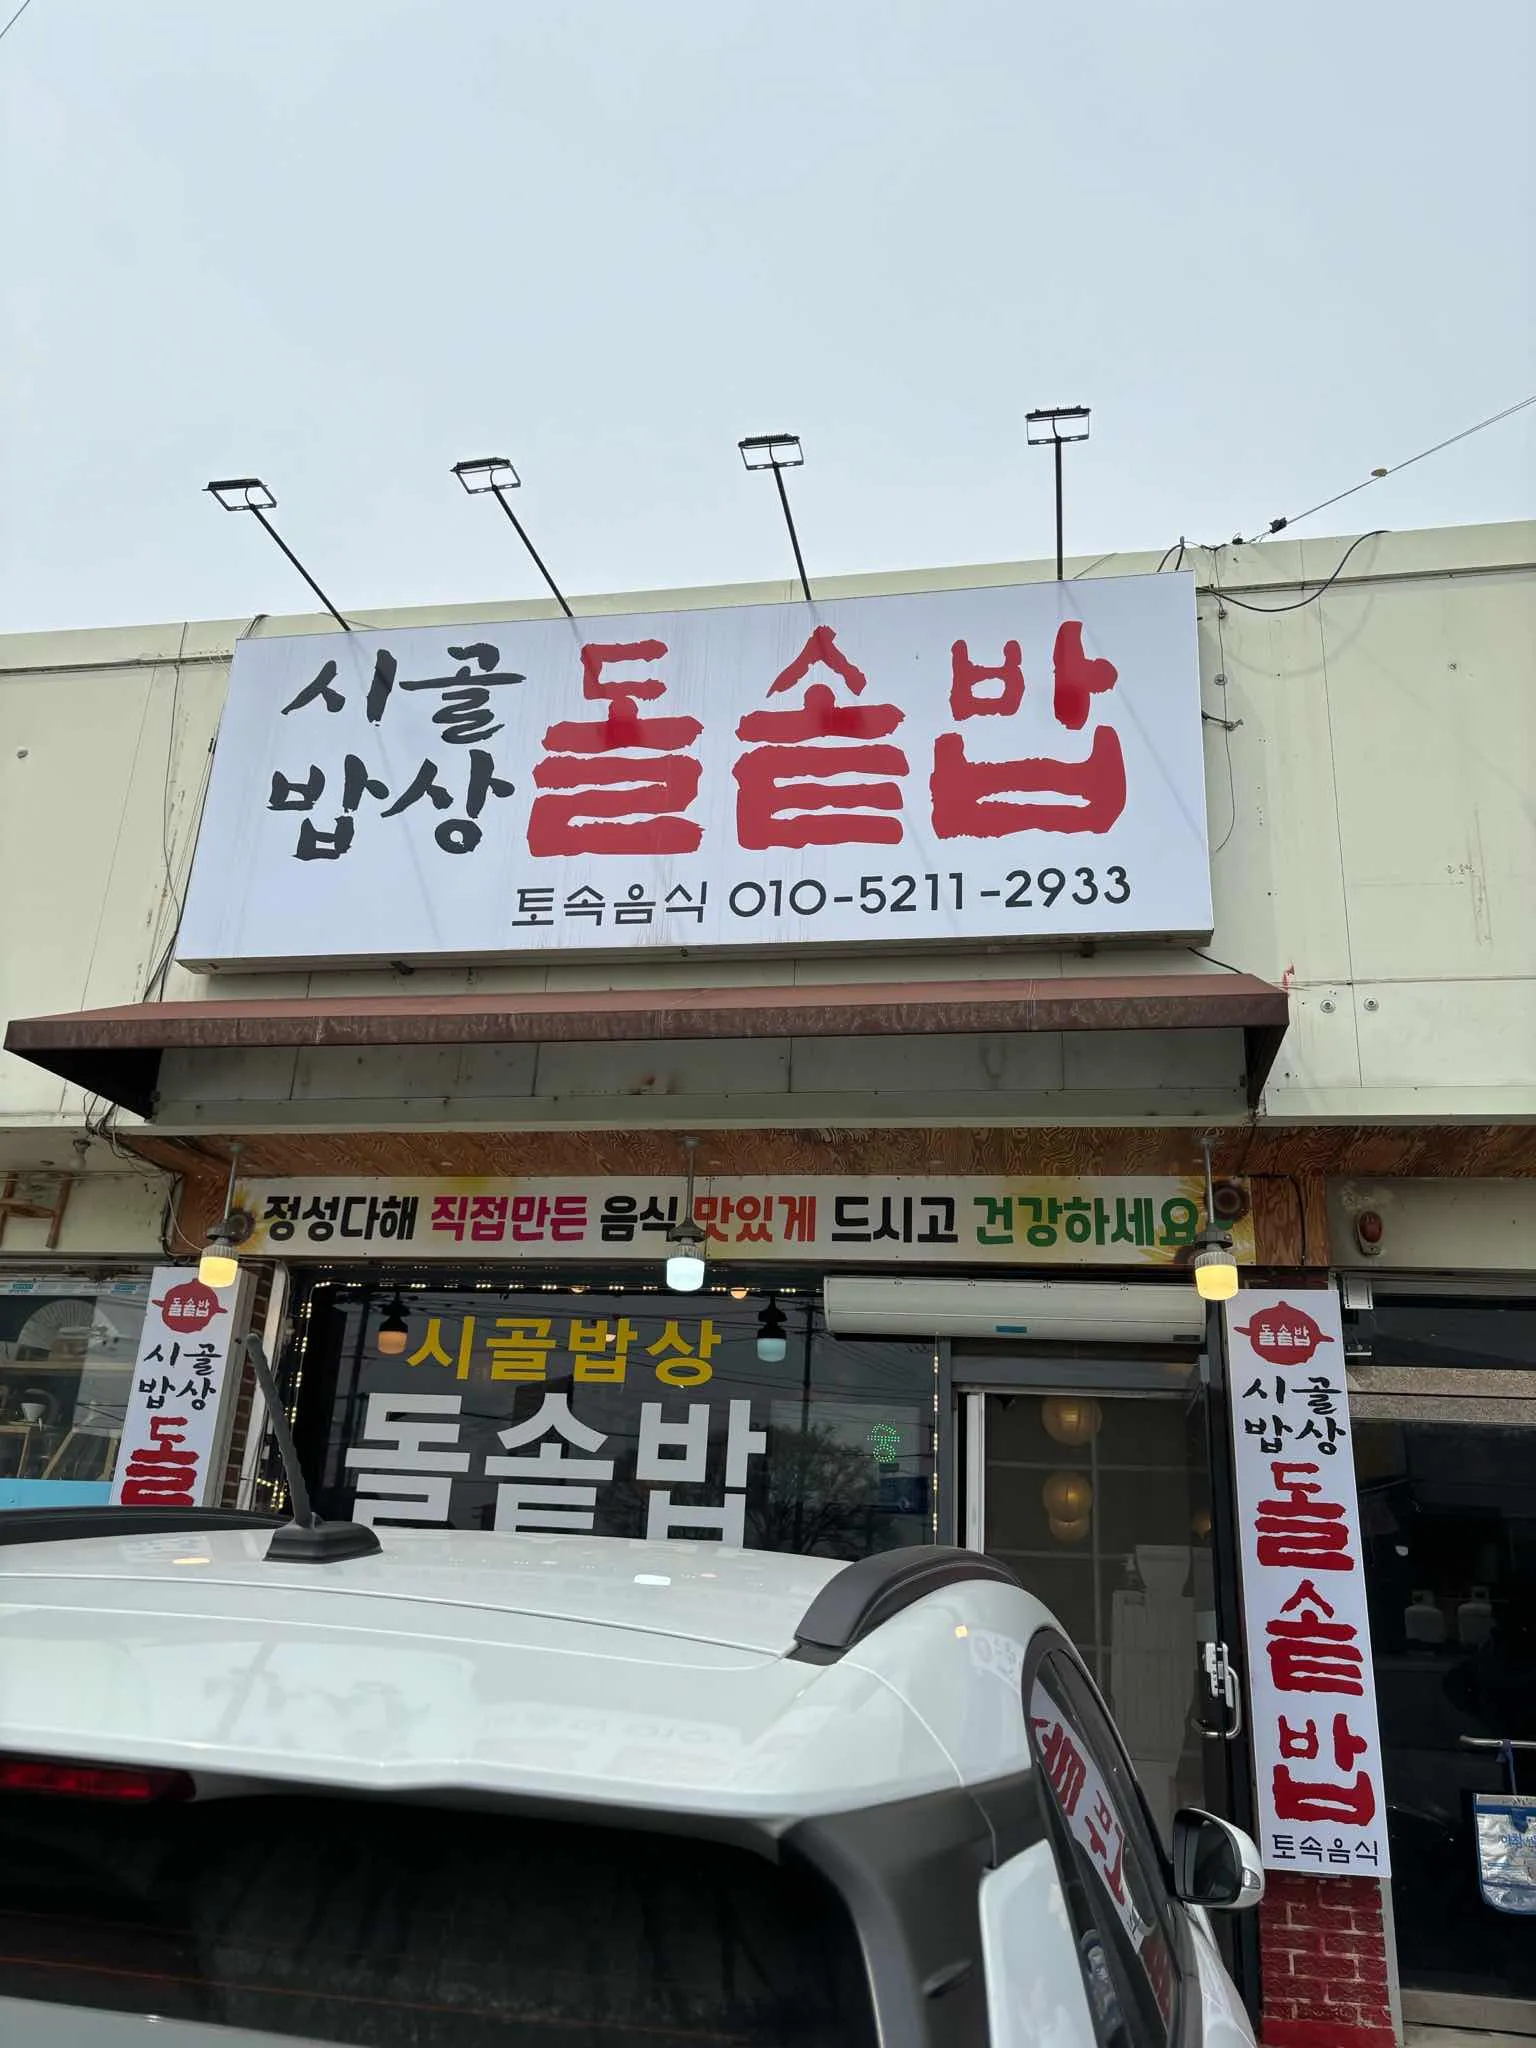 시골
밥상
돌솥밥
토속음식 010-5211-2933
정성다해 직접만든 음식 맛있게 드시고 건강하세요
돌솥밥
시골
밥상
돌
시골밥상
돌솥밥
돌솥밥
시골
밥상
돌솥밥
토속음식